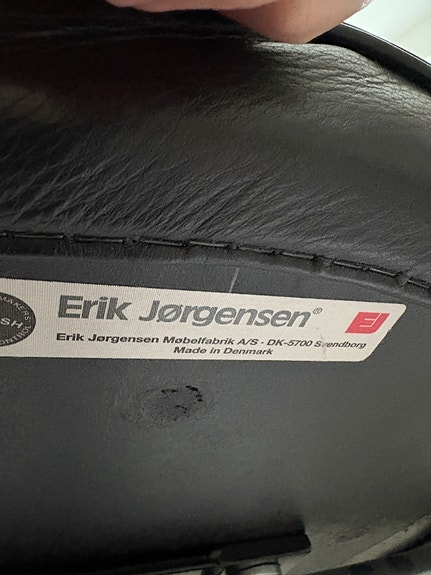 Erik Jørgensen®
EJ
Erik Jørgensen Møbelfabrik A/S · DK-5700 Svendborg
Made in Denmark